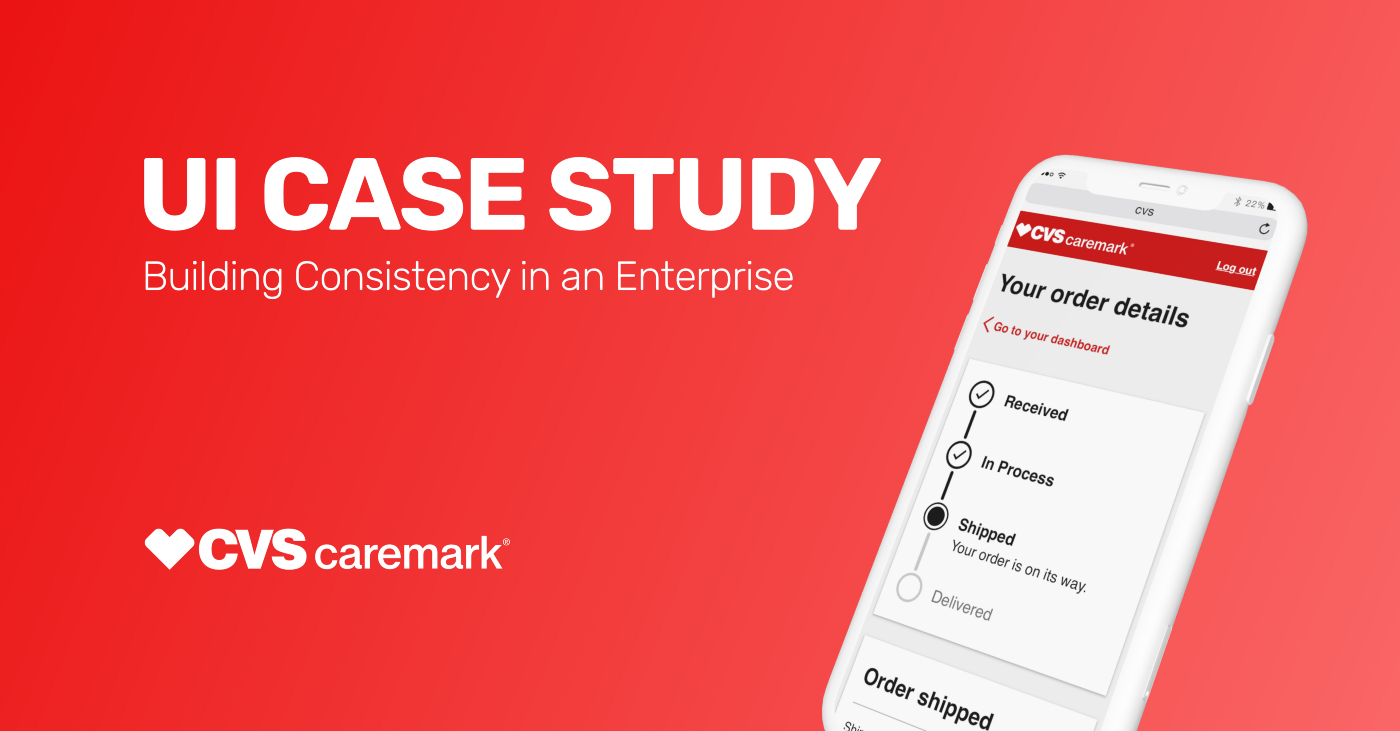 UI CASE STUDY
Building Consistency in an Enterprise
CVS caremark®
22%
CVS
CVS caremark®
Log out
Your order details
Go to your dashboard
Received
In Process
Shipped
Your order is on its way.
Delivered
Order shipped